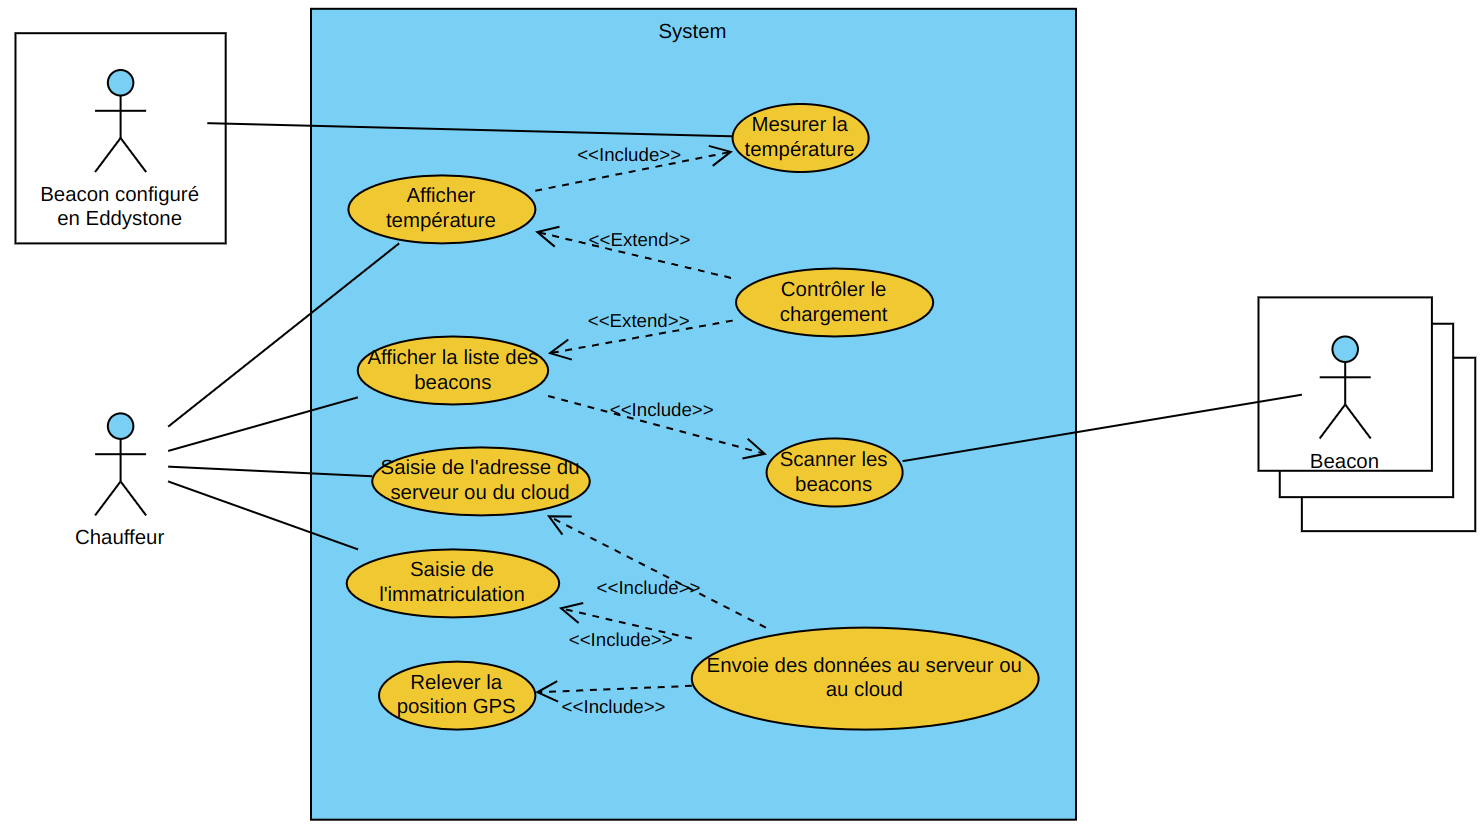 System
Beacon configuré
en Eddystone
Mesurer la
température
<<Include>>
Afficher
température
<<Extend>>
Contrôler le
chargement
<<Extend>>
Afficher la liste des
beacons
<<Include>>
Scanner les
beacons
Beacon
Chauffeur
Saisie de l'adresse du
serveur ou du cloud
Saisie de
l'immatriculation
<<Include>>
<<Include>>
Envoie des données au serveur ou
au cloud
Relever la
position GPS
<<Include>>